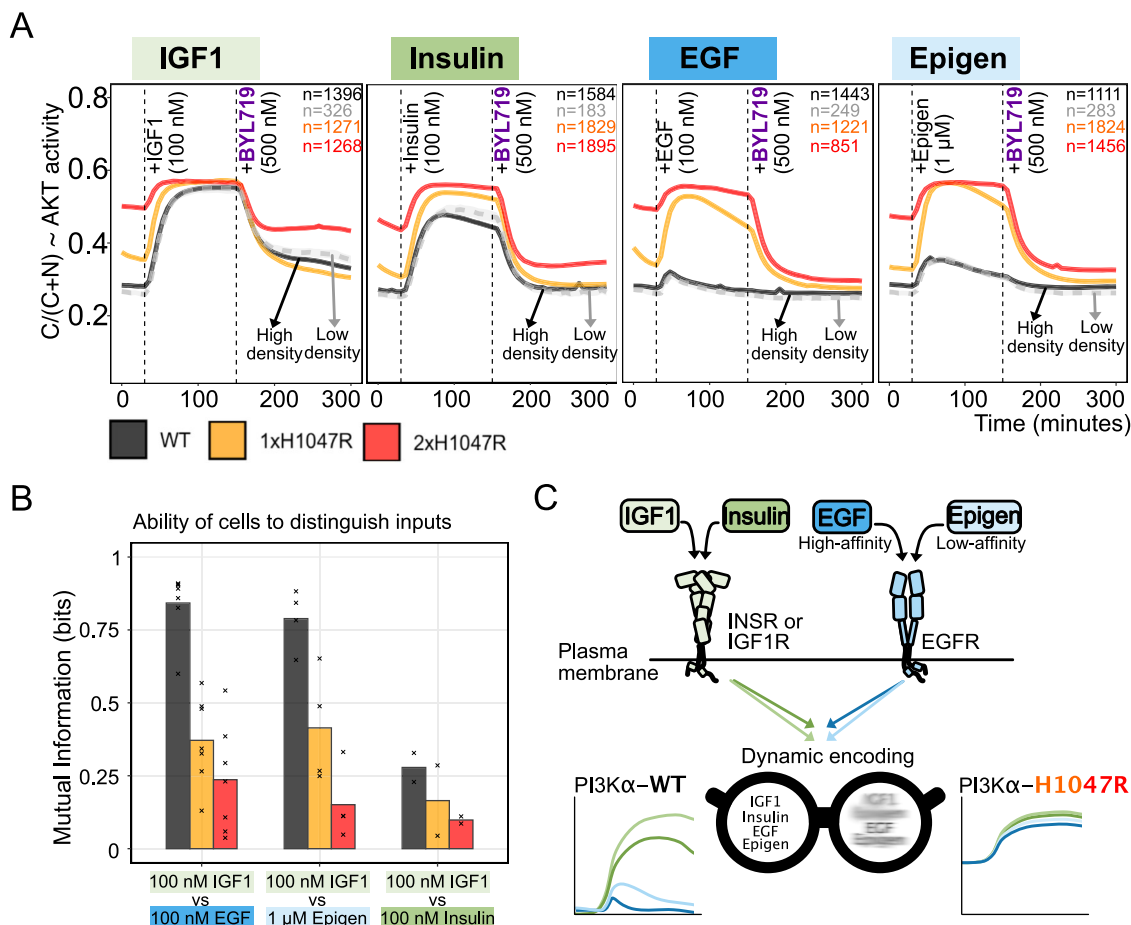 A
IGF1
Insulin
EGF
Epigen
C/(C+N) ~ AKT activity
0.8
0.6
0.4
0.2
+IGF1
(100 nM)
+BYL719
(500 nM)
n=1396
n=326
n=1271
n=1268
High
density
Low
density
+Insulin
(100 nM)
+BYL719
(500 nM)
n=1584
n=183
n=1829
n=1895
High
density
Low
density
+EGF
(100 nM)
+BYL719
(500 nM)
n=1443
n=249
n=1221
n=851
High
density
Low
density
+Epigen
(1 μM)
+BYL719
(500 nM)
n=1111
n=283
n=1824
n=1456
High
density
Low
density
0 100 200 300
0 100 200 300
0 100 200 300
0 100 200 300
Time (minutes)
WT
1xH1047R
2xH1047R
B
Ability of cells to distinguish inputs
Mutual Information (bits)
1
0.75
0.5
0.25
0
100 nM IGF1
vs
100 nM EGF
100 nM IGF1
vs
1 μM Epigen
100 nM IGF1
vs
100 nM Insulin
C
IGF1
Insulin
EGF
Epigen
High-affinity
Low-affinity
INSR or
IGF1R
EGFR
Plasma
membrane
Dynamic encoding
PI3Kα-WT
IGF1
Insulin
EGF
Epigen
IGF1
EGF
PI3Kα-H1047R